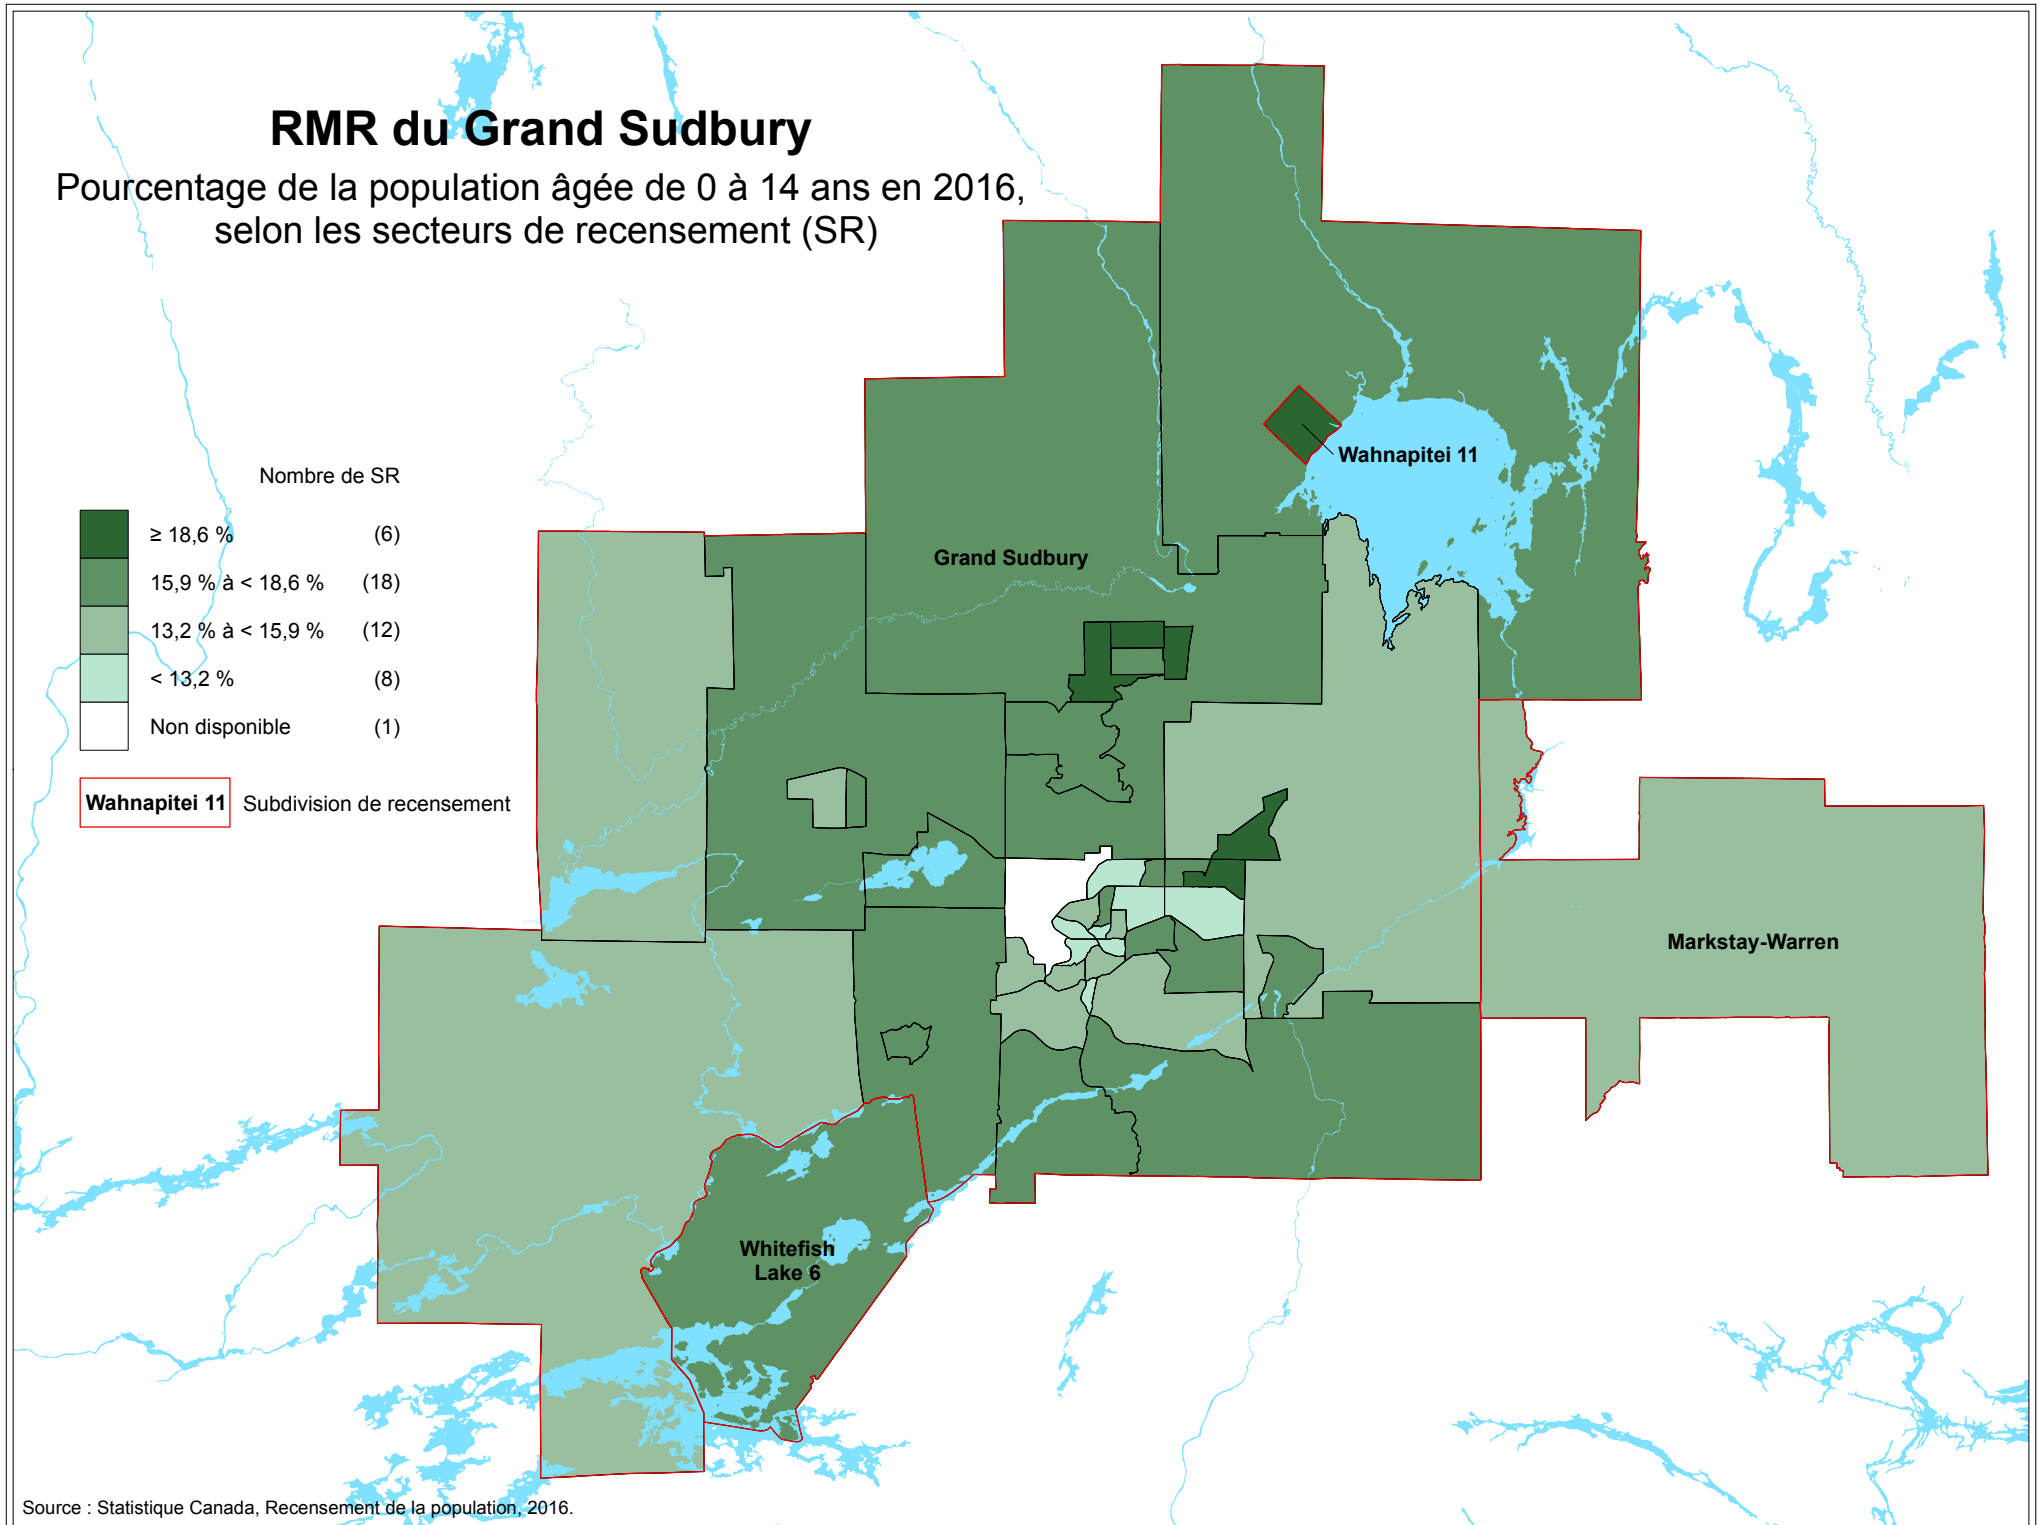 RMR du Grand Sudbury
Pourcentage de la population âgée de 0 à 14 ans en 2016,
selon les secteurs de recensement (SR)
Nombre de SR
≥ 18,6 % (6)
15,9 % à < 18,6 % (18)
13,2 % à < 15,9 % (12)
< 13,2 % (8)
Non disponible (1)
Wahnapitei 11 Subdivision de recensement
Wahnapitei 11
Grand Sudbury
Markstay-Warren
Whitefish
Lake 6
Source : Statistique Canada, Recensement de la population, 2016.